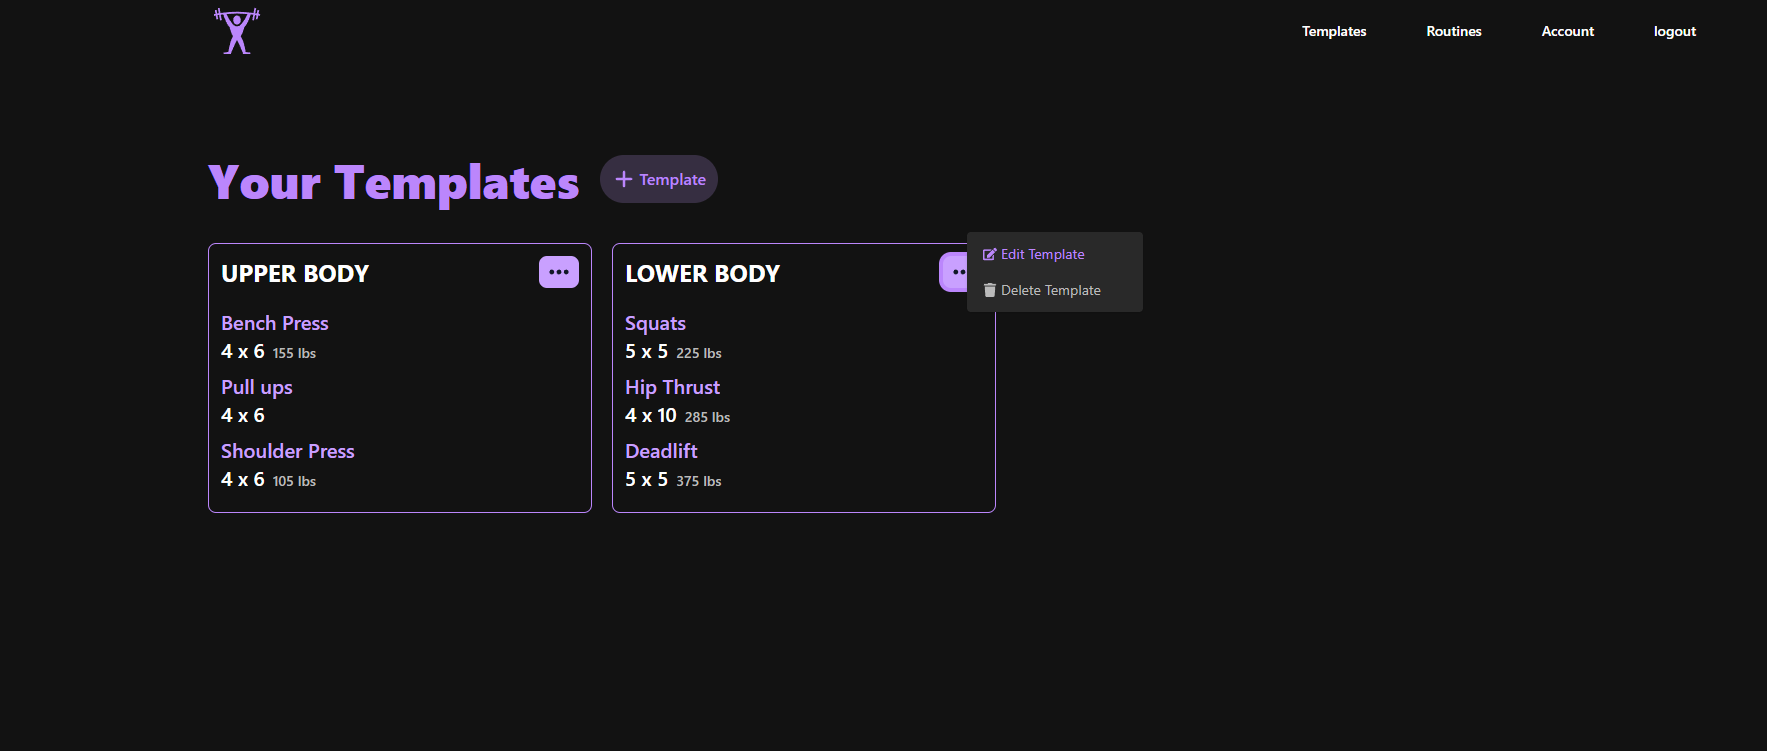 Templates
Routines
Account
logout
Your Templates
Template
UPPER BODY
Bench Press
4 x 6 155 lbs
Pull ups
4 x 6
Shoulder Press
4 x 6 105 lbs
LOWER BODY
Squats
5 x 5 225 lbs
Hip Thrust
4 x 10 285 lbs
Deadlift
5 x 5 375 lbs
Edit Template
Delete Template